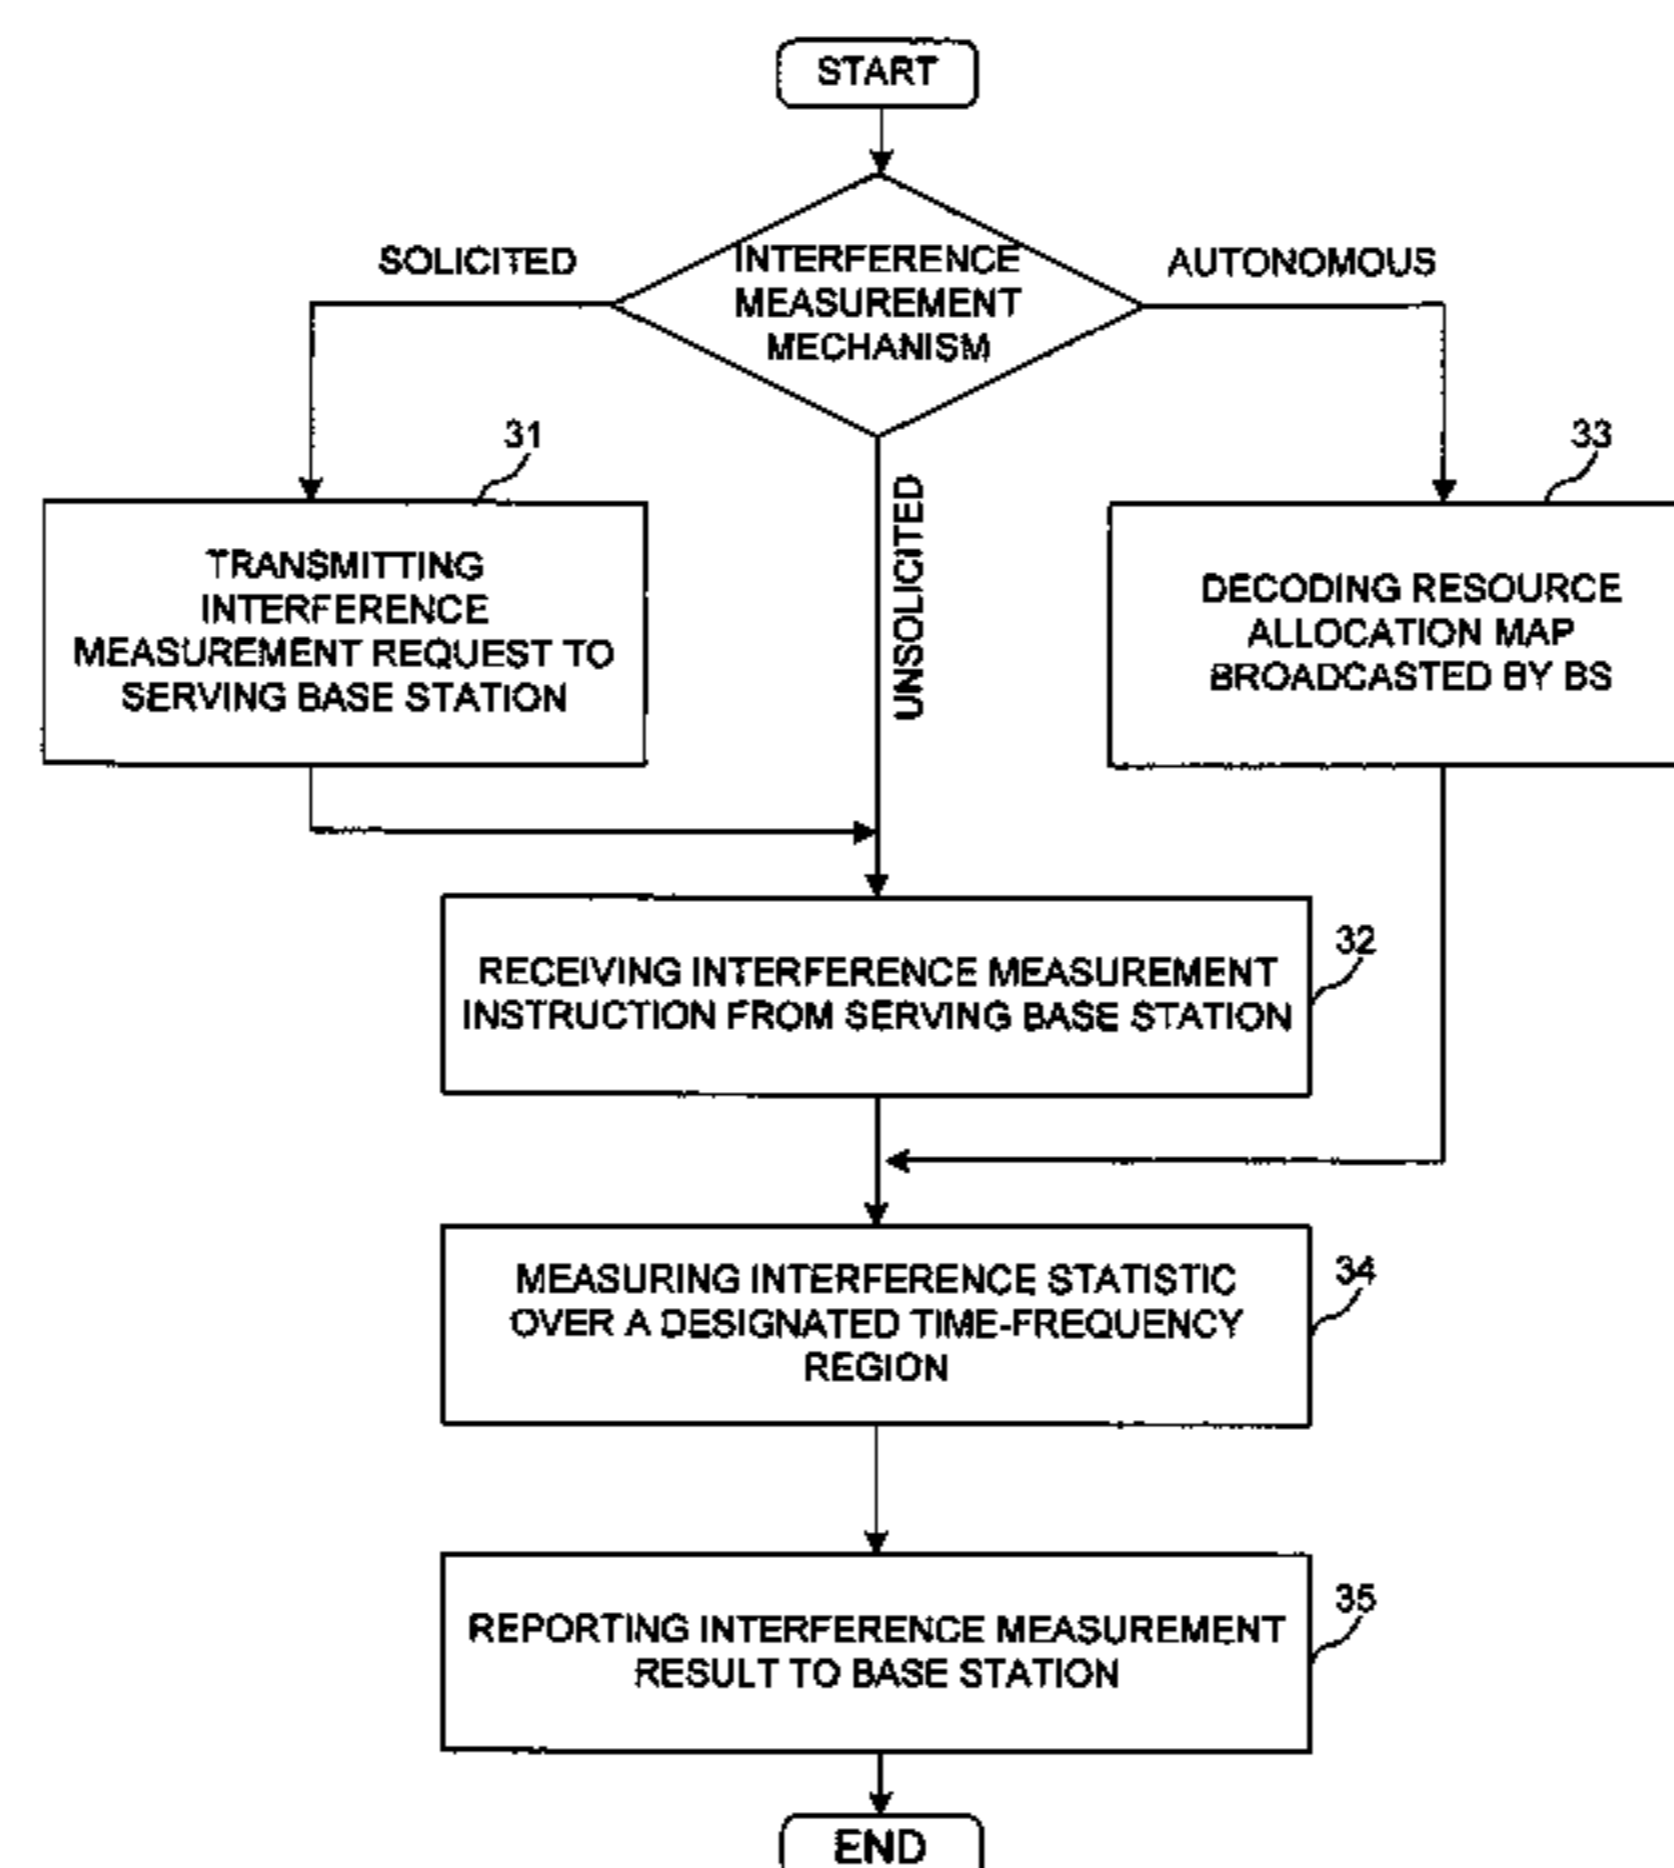 START
SOLICITED
INTERFERENCE
MEASUREMENT
MECHANISM
AUTONOMOUS
UNSOLICITED
31
TRANSMITTING
INTERFERENCE
MEASUREMENT REQUEST TO
SERVING BASE STATION
33
DECODING RESOURCE
ALLOCATION MAP
BROADCASTED BY BS
32
RECEIVING INTERFERENCE MEASUREMENT
INSTRUCTION FROM SERVING BASE STATION
34
MEASURING INTERFERENCE STATISTIC
OVER A DESIGNATED TIME-FREQUENCY
REGION
35
REPORTING INTERFERENCE MEASUREMENT
RESULT TO BASE STATION
END